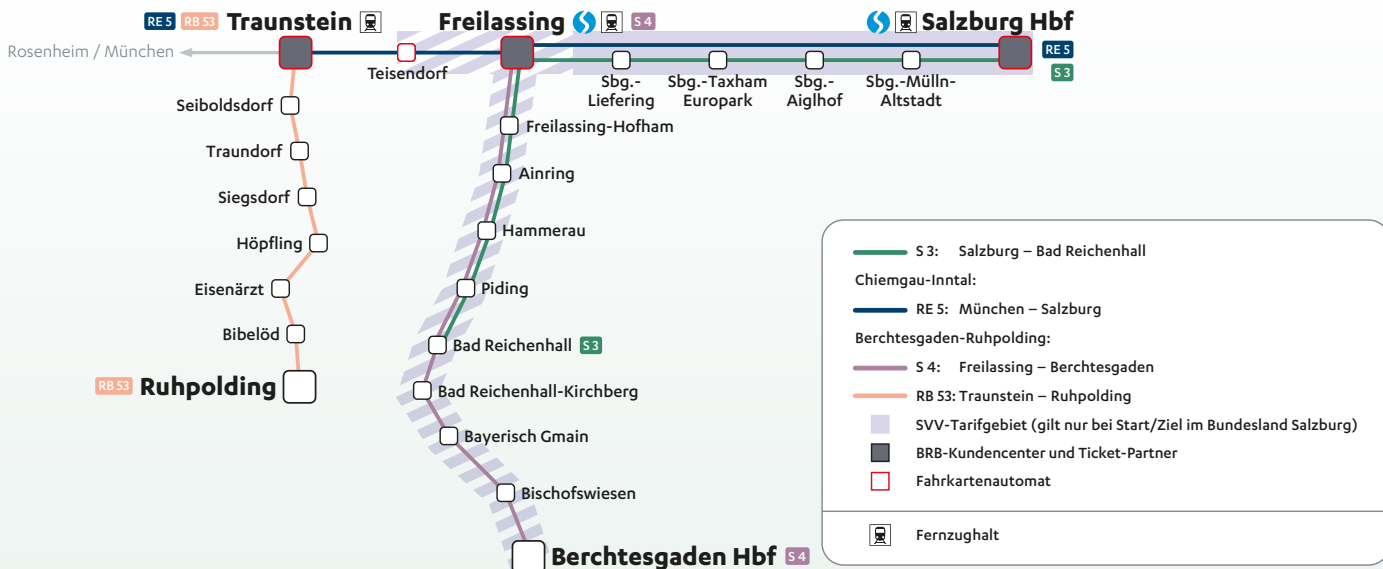 RE 5 RB 53 Traunstein
Freilassing S 4
Salzburg Hbf
RE 5
S 3
Rosenheim / München
Teisendorf
Sbg.-
Liefering
Sbg.-Taxham
Europark
Sbg.-
Aiglhof
Sbg.-Mülln-
Altstadt
Seiboldsdorf
Traundorf
Siegsdorf
Höpfling
Eisenärzt
Bibelöd
RB 53 Ruhpolding
Freilassing-Hofham
Ainring
Hammerau
Piding
Bad Reichenhall S 3
Bad Reichenhall-Kirchberg
Bayerisch Gmain
Bischofswiesen
Berchtesgaden Hbf S 4
S 3: Salzburg – Bad Reichenhall
Chiemgau-Inntal:
RE 5: München – Salzburg
Berchtesgaden-Ruhpolding:
S 4: Freilassing – Berchtesgaden
RB 53: Traunstein – Ruhpolding
SVV-Tarifgebiet (gilt nur bei Start/Ziel im Bundesland Salzburg)
BRB-Kundencenter und Ticket-Partner
Fahrkartenautomat
Fernzughalt